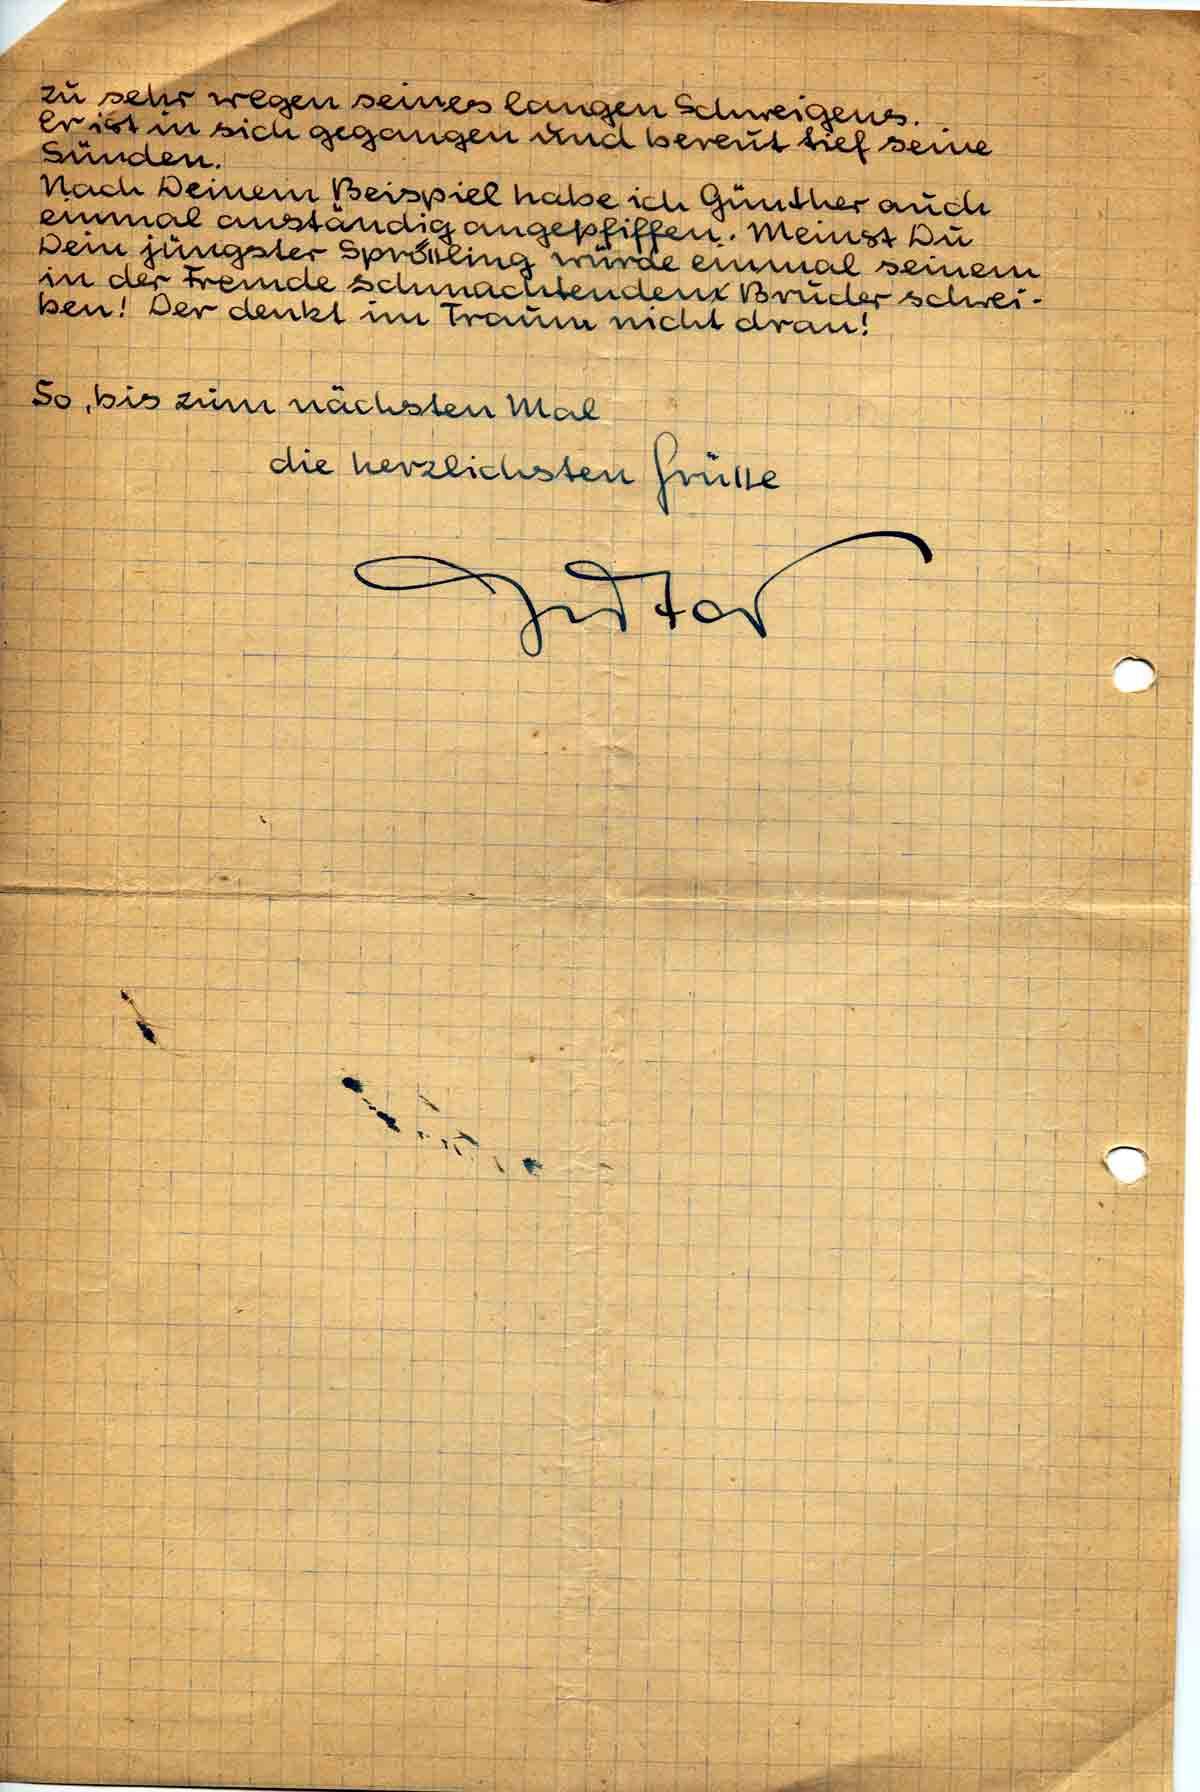 zu sehr wegen seines langen Schweigens.
Er ist in sich gegangen und bereut tief seine
Sünden.
Nach Deinem Beispiel habe ich Günther auch
einmal anständig angepfiffen. Meinst Du
Dein jüngster Sprößling würde einmal seinem
in der Fremde schmachtenden Bruder schrei-
ben! Der denkt im Traum nicht dran!
So, bis zum nächsten Mal
die herzlichsten Grüße